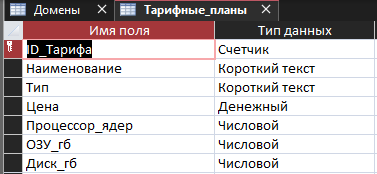 Домены Тарифные_планы
Имя поля Тип данных
ID_Тарифа Счетчик
Наименование Короткий текст
Тип Короткий текст
Цена Денежный
Процессор_ядер Числовой
ОЗУ_гб Числовой
Диск_гб Числовой